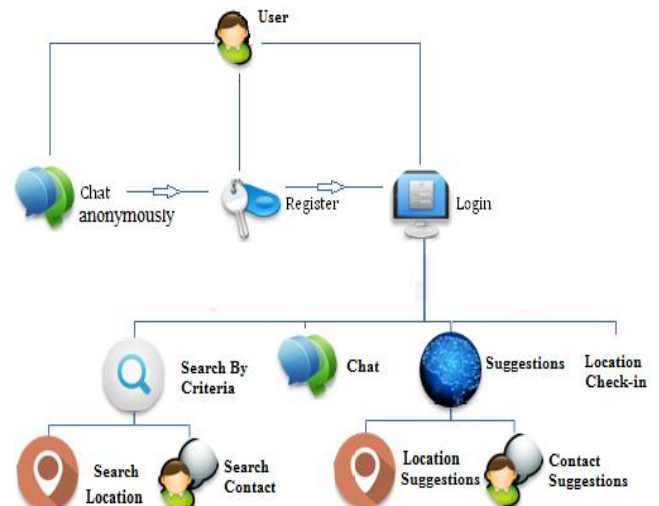 User
Chat
anonymously
Register
Login
Search By
Criteria
Chat
Suggestions
Location
Check-in
Search
Location
Search
Contact
Location
Suggestions
Contact
Suggestions